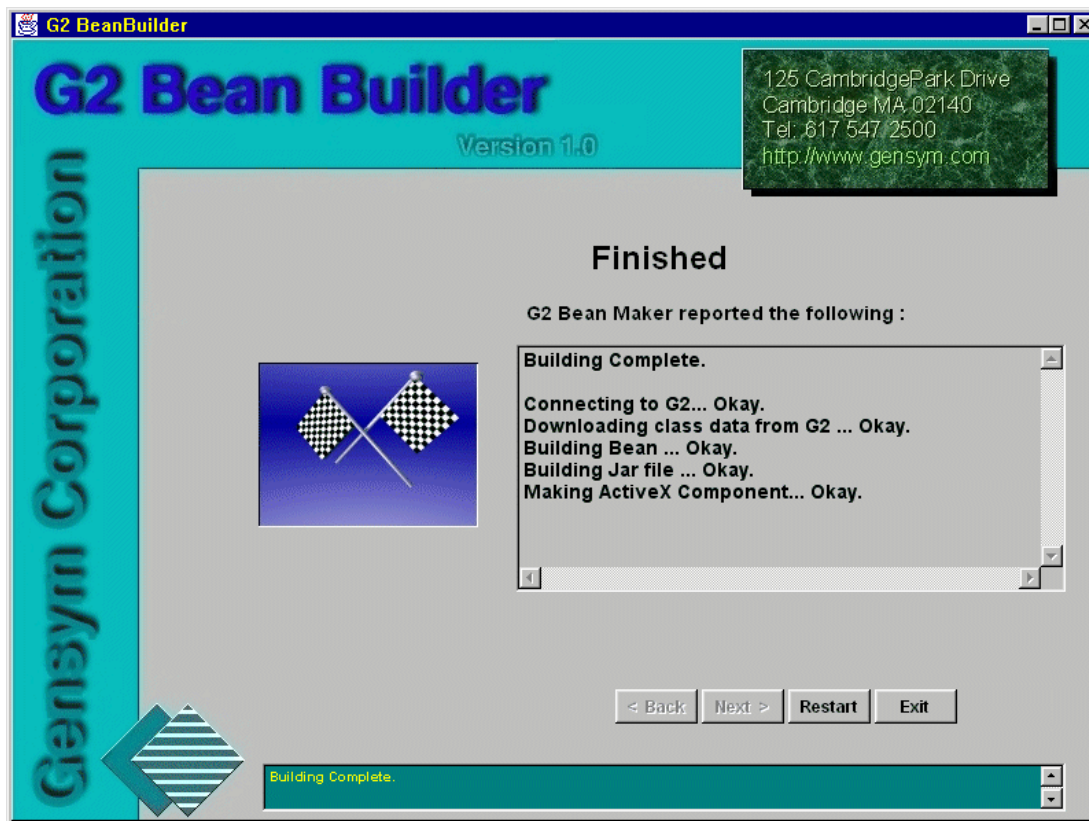 G2 BeanBuilder
G2 Bean Builder
Version 1.0
125 CambridgePark Drive
Cambridge MA 02140
Tel: 617 547 2500
http://www.gensym.com
Gensym Corporation
Finished
G2 Bean Maker reported the following :
Building Complete.
Connecting to G2... Okay.
Downloading class data from G2 ... Okay.
Building Bean ... Okay.
Building Jar file ... Okay.
Making ActiveX Component... Okay.
< Back Next > Restart Exit
Building Complete.